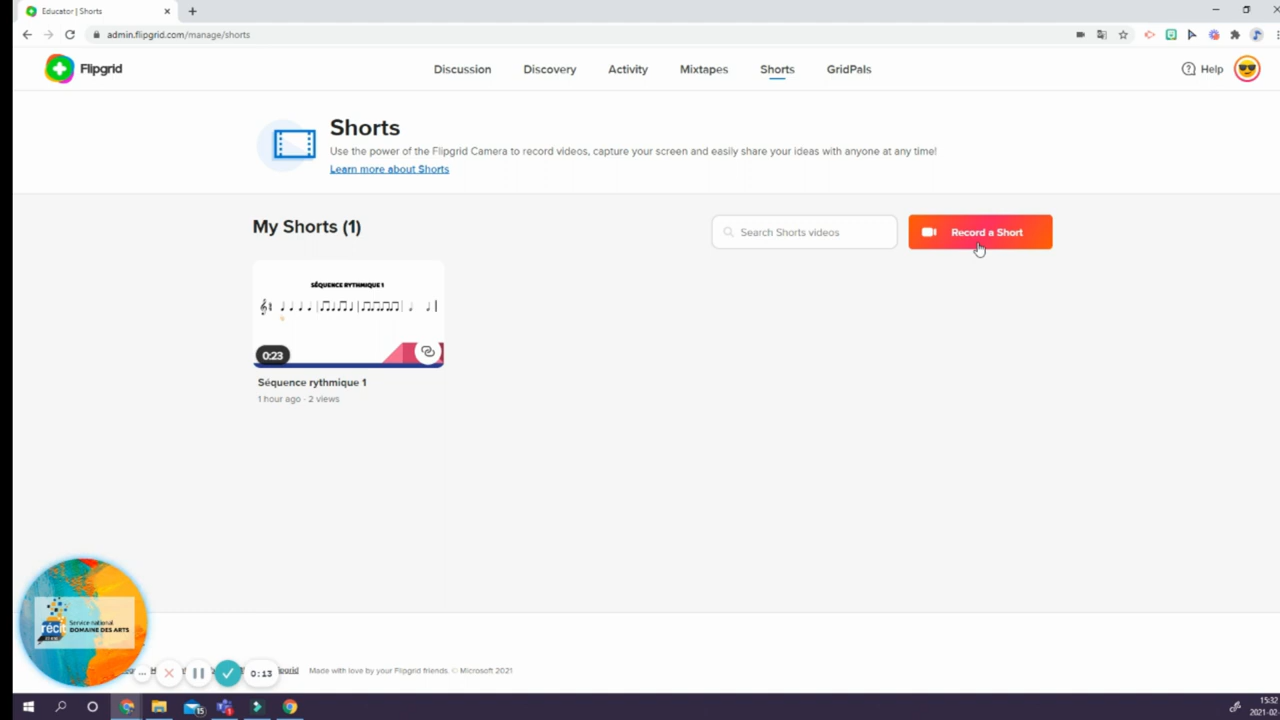 Educator | Shorts
admin.flipgrid.com/manage/shorts
Flipgrid
Discussion
Discovery
Activity
Mixtapes
Shorts
GridPals
Help
Shorts
Use the power of the Flipgrid Camera to record videos, capture your screen and easily share your ideas with anyone at any time!
Learn more about Shorts
My Shorts (1)
Search Shorts videos
Record a Short
SÉQUENCE RYTHMIQUE 1
0:23
Séquence rythmique 1
1 hour ago · 2 views
récit
Service national
DOMAINE DES ARTS
0:13
Made with love by your Flipgrid friends. © Microsoft 2021
15
15:32
2021-02-